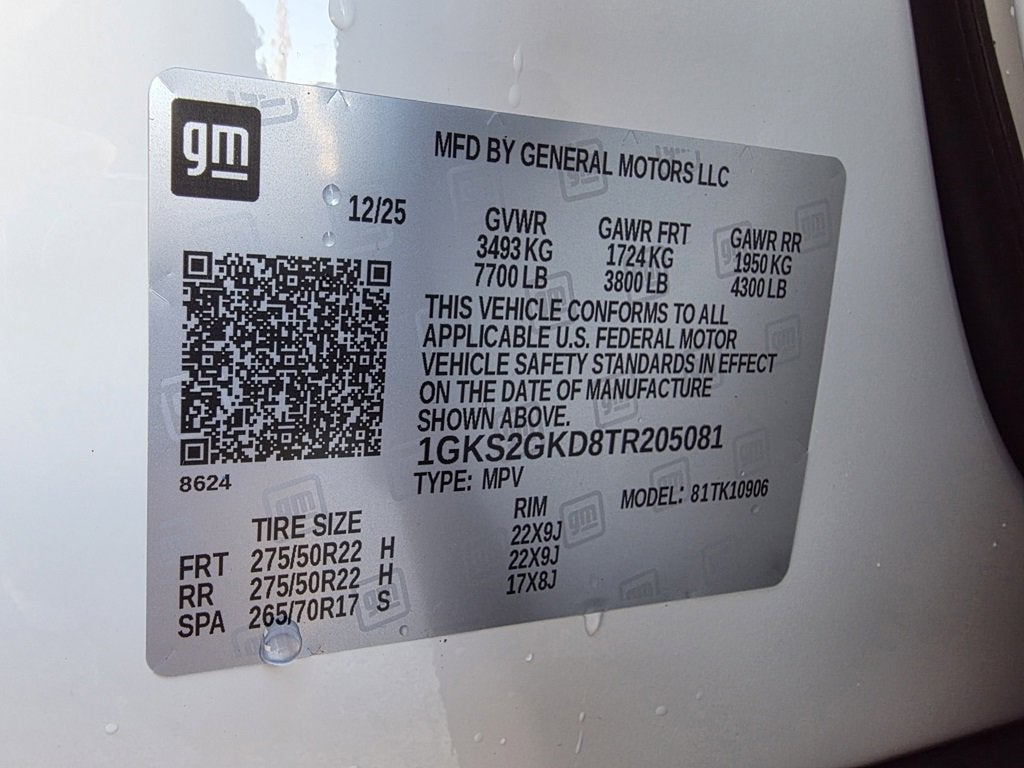 gm
MFD BY GENERAL MOTORS LLC
12/25
GVWR GAWR FRT GAWR RR
3493 KG 1724 KG 1950 KG
7700 LB 3800 LB 4300 LB
THIS VEHICLE CONFORMS TO ALL
APPLICABLE U.S. FEDERAL MOTOR
VEHICLE SAFETY STANDARDS IN EFFECT
ON THE DATE OF MANUFACTURE
SHOWN ABOVE.
1GKS2GKD8TR205081
8624
TYPE: MPV MODEL: 81TK10906
TIRE SIZE RIM
FRT 275/50R22 H 22X9J
RR 275/50R22 H 22X9J
SPA 265/70R17 S 17X8J